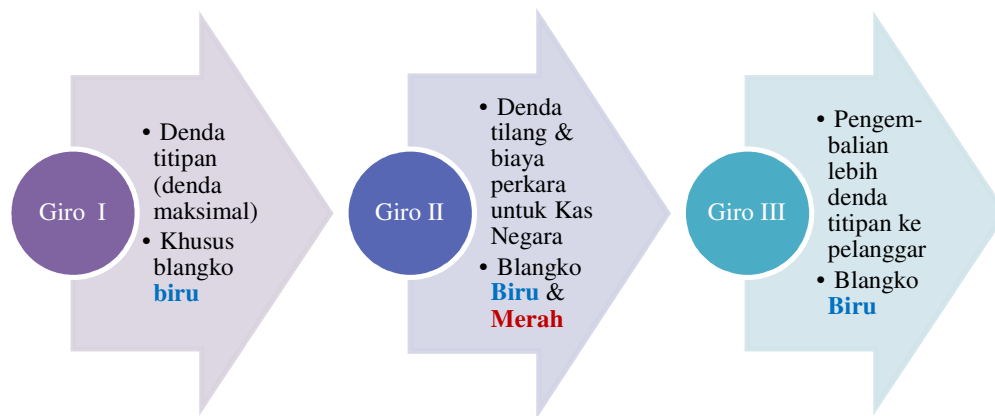 Giro I
• Denda
titipan
(denda
maksimal)
• Khusus
blangko
biru
Giro II
• Denda
tilang &
biaya
perkara
untuk Kas
Negara
• Blangko
Biru &
Merah
Giro III
• Pengem-
balian
lebih
denda
titipan ke
pelanggar
• Blangko
Biru